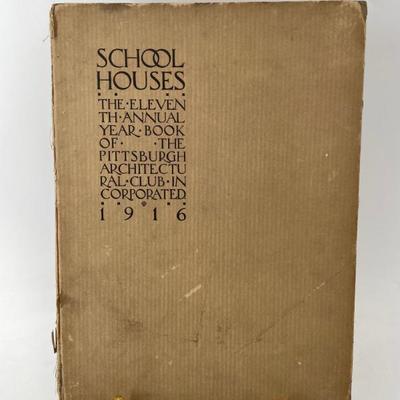 SCHOOL
HOUSES
THE·ELEVEN
TH·ANNUAL
YEAR·BOOK
OF··THE
PITTSBURGH
ARCHITECTU
RAL·CLUB·IN
CORPORATED
1916